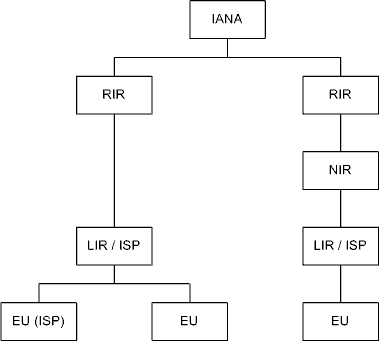 IANA
RIR
RIR
NIR
LIR / ISP
LIR / ISP
EU (ISP)
EU
EU